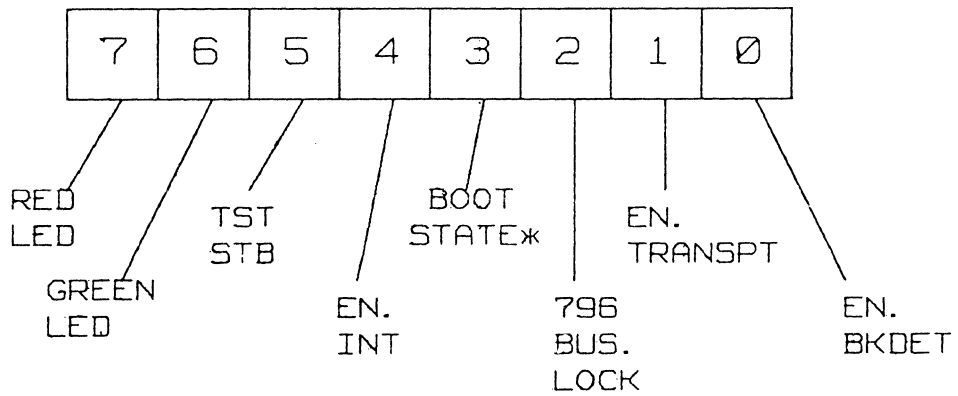 7 6 5 4 3 2 1 0
RED
LED
GREEN
LED
TST
STB
EN.
INT
BOOT
STATE*
796
BUS.
LOCK
EN.
TRANSPT
EN.
BKDET